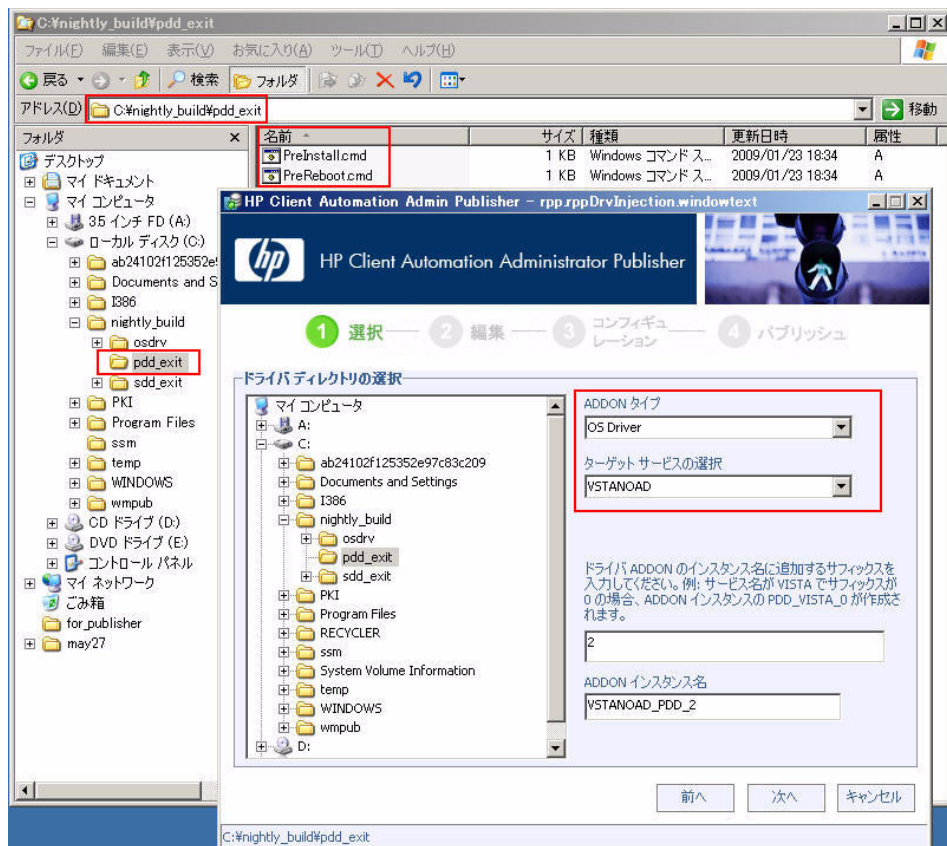 C:¥nightly_build¥pdd_exit
ファイル(F) 編集(E) 表示(V) お気に入り(A) ツール(T) ヘルプ(H)
戻る 検索 フォルダ
アドレス(D) C:¥nightly_build¥pdd_exit 移動
フォルダ x
デスクトップ
マイ ドキュメント
マイ コンピュータ
3.5 インチ FD (A:)
ローカル ディスク (C:)
ab24102f125352e9
Documents and S
I386
nightly_build
osdrv
pdd_exit
sdd_exit
PKI
Program Files
ssm
temp
WINDOWS
wmpub
CD ドライブ (D:)
DVD ドライブ (E:)
コントロール パネル
マイ ネットワーク
ごみ箱
for_publisher
may27
名前 サイズ 種類 更新日時 属性
PreInstall.cmd 1 KB Windows コマンド ス... 2009/01/23 18:34 A
PreReboot.cmd 1 KB Windows コマンド ス... 2009/01/23 18:34 A
HP Client Automation Admin Publisher - rpp.rppDrvInjection.windowtext
hp HP Client Automation Administrator Publisher
1 選択 2 編集 3 コンフィギュレーション 4 パブリッシュ
ドライバ ディレクトリの選択
マイ コンピュータ
A:
C:
ab24102f125352e97c83c209
Documents and Settings
I386
nightly_build
osdrv
pdd_exit
sdd_exit
PKI
Program Files
RECYCLER
ssm
System Volume Information
temp
WINDOWS
wmpub
D:
ADDON タイプ
OS Driver
ターゲット サービスの選択
VSTANOAD
ドライバ ADDON のインスタンス名に追加するサフィックスを
入力してください。例: サービス名が VISTA でサフィックスが
0 の場合、ADDON インスタンスの PDD_VISTA_0 が作成さ
れます。
2
ADDON インスタンス名
VSTANOAD_PDD_2
前へ 次へ キャンセル
C:¥nightly_build¥pdd_exit